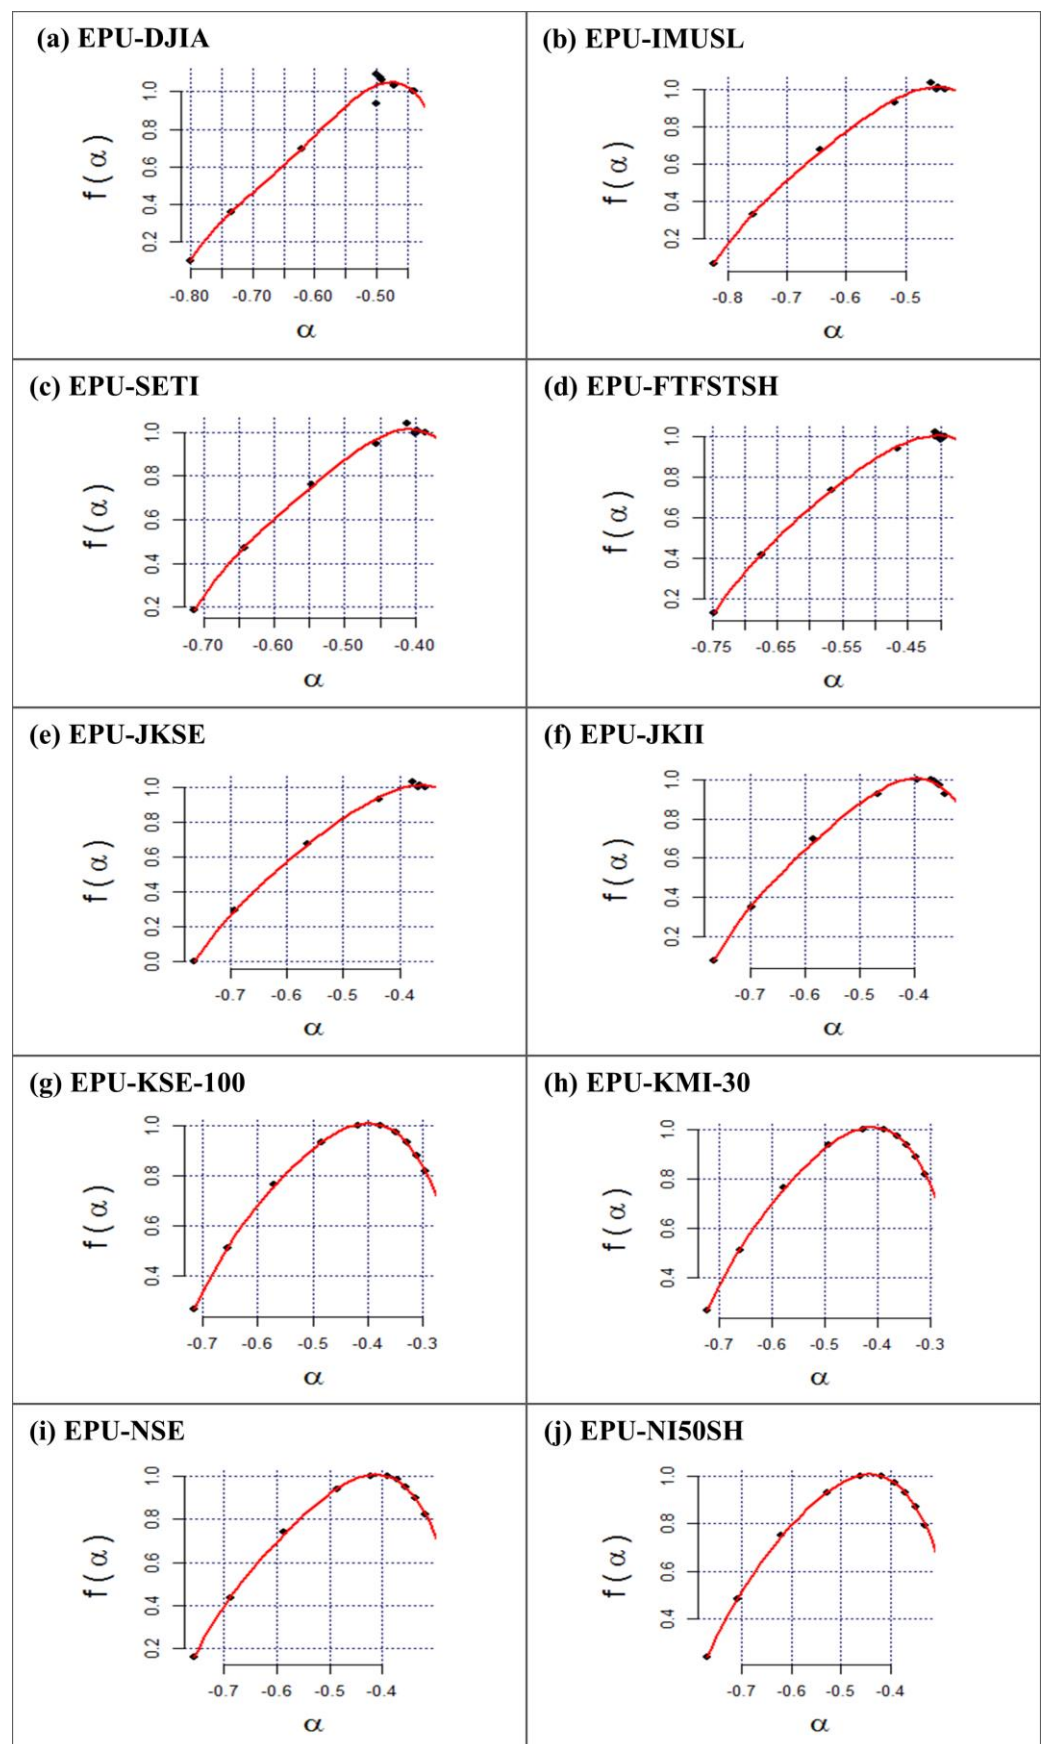 (a) EPU-DJIA
f ( α )
1.0
0.8
0.6
0.4
0.2
-0.80 -0.70 -0.60 -0.50
α
(b) EPU-IMUSL
f ( α )
1.0
0.8
0.6
0.4
0.2
-0.8 -0.7 -0.6 -0.5
α
(c) EPU-SETI
f ( α )
1.0
0.8
0.6
0.4
0.2
-0.70 -0.60 -0.50 -0.40
α
(d) EPU-FTFSTSH
f ( α )
1.0
0.8
0.6
0.4
0.2
-0.75 -0.65 -0.55 -0.45
α
(e) EPU-JKSE
f ( α )
1.0
0.8
0.6
0.4
0.2
0.0
-0.7 -0.6 -0.5 -0.4
α
(f) EPU-JKII
f ( α )
1.0
0.8
0.6
0.4
0.2
-0.7 -0.6 -0.5 -0.4
α
(g) EPU-KSE-100
f ( α )
1.0
0.8
0.6
0.4
-0.7 -0.6 -0.5 -0.4 -0.3
α
(h) EPU-KMI-30
f ( α )
1.0
0.8
0.6
0.4
-0.7 -0.6 -0.5 -0.4 -0.3
α
(i) EPU-NSE
f ( α )
1.0
0.8
0.6
0.4
0.2
-0.7 -0.6 -0.5 -0.4
α
(j) EPU-NI50SH
f ( α )
1.0
0.8
0.6
0.4
-0.7 -0.6 -0.5 -0.4
α